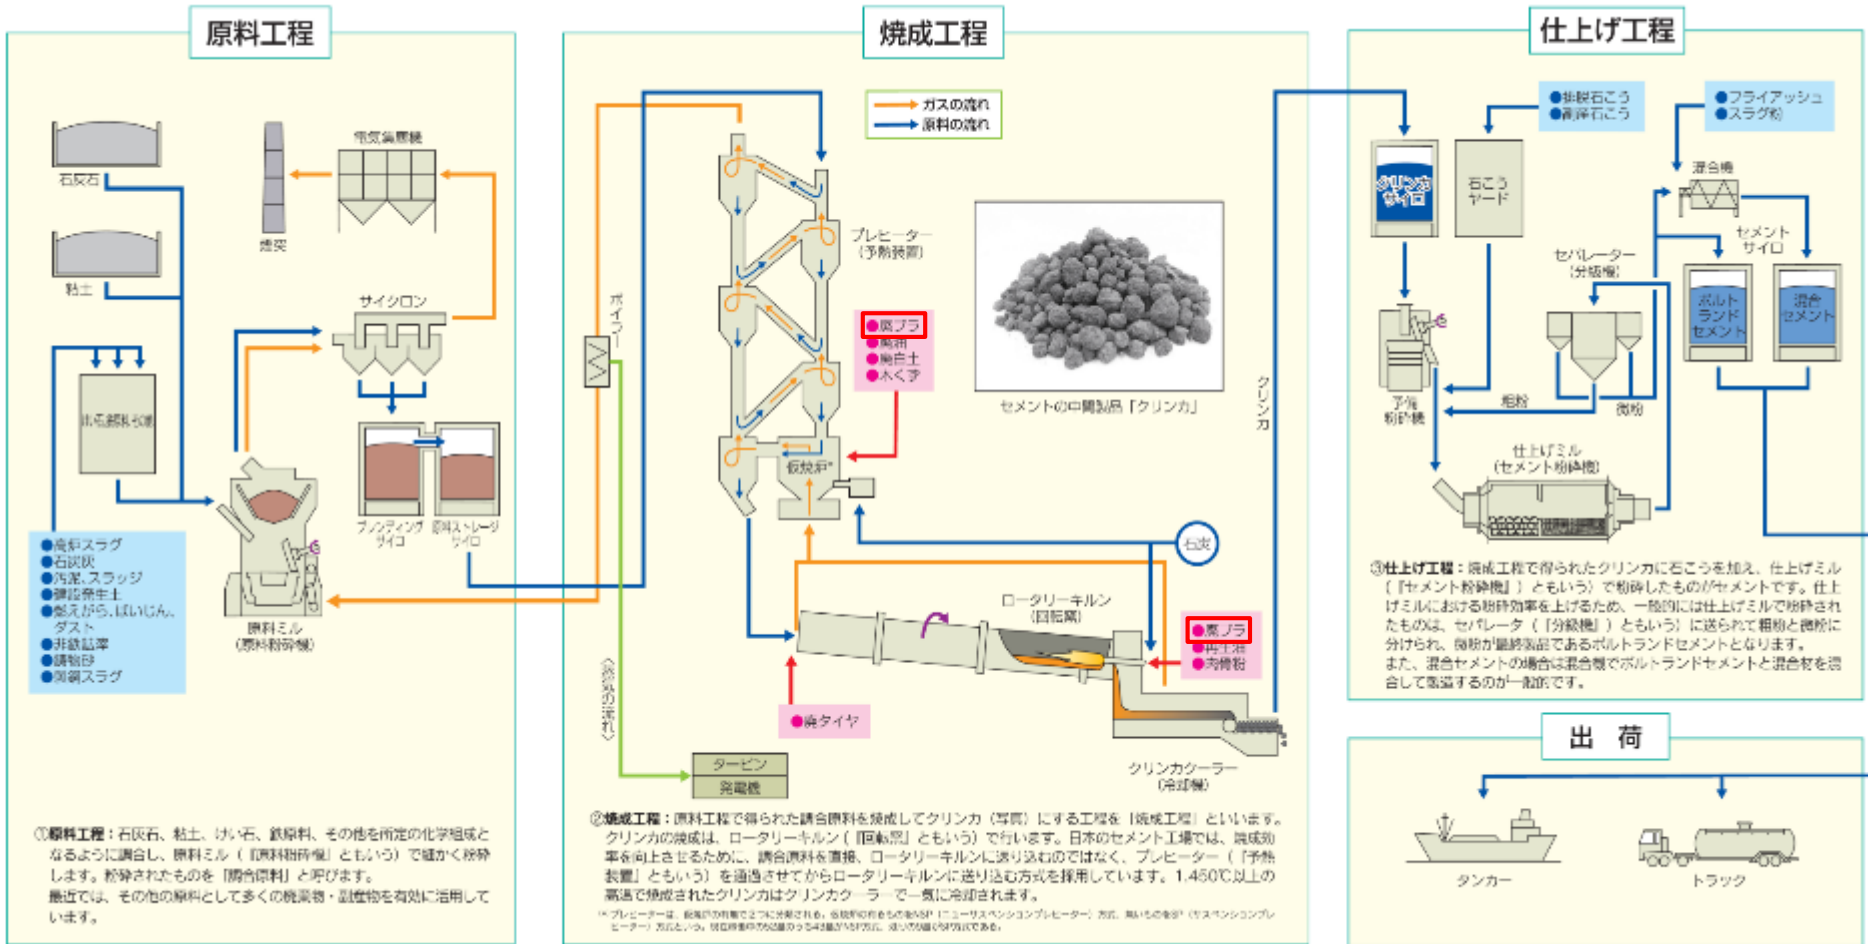 原料工程
石灰石
粘土
電気集塵機
煙突
サイクロン
けい石、鉄原料、その他
ブレンディング
サイロ
原料ストレージ
サイロ
原料ミル
(原料粉砕機)
●高炉スラグ
●石炭灰
●汚泥、スラッジ
●建設発生土
●燃えがら、ばいじん、
ダスト
●非鉄鉱滓
●鋳物砂
●製鋼スラグ
①原料工程：石灰石、粘土、けい石、鉄原料、その他を所定の化学組成と
なるように調合し、原料ミル（『原料粉砕機』ともいう）で細かく粉砕
します。粉砕されたものを『調合原料』と呼びます。
最近では、その他の原料として多くの廃棄物・副産物を有効に活用して
います。
焼成工程
ガスの流れ
原料の流れ
プレヒーター
(予熱装置)
ボイラー
●廃プラ
●廃油
●廃白土
●木くず
セメントの中間製品「クリンカ」
仮焼炉*
石炭
ロータリーキルン
(回転窯)
●廃プラ
●再生油
●肉骨粉
●廃タイヤ
クリンカクーラー
(冷却機)
クリンカ
タービン
発電機
②焼成工程：原料工程で得られた調合原料を焼成してクリンカ（写真）にする工程を『焼成工程』といいます。
クリンカの焼成は、ロータリーキルン（『回転窯』ともいう）で行います。日本のセメント工場では、焼成効
率を向上させるために、調合原料を直接、ロータリーキルンに送り込むのではなく、プレヒーター（『予熱
装置』ともいう）を通過させてからロータリーキルンに送り込む方式を採用しています。1,450℃以上の
高温で焼成されたクリンカはクリンカクーラーで一気に冷却されます。
仕上げ工程
●排脱石こう
●副産石こう
●フライアッシュ
●スラグ粉
クリンカ
サイロ
石こう
ヤード
混合機
セメント
サイロ
セパレーター
(分級機)
ポルト
ランド
セメント
混合
セメント
予備
粉砕機
粗粉
微粉
仕上げミル
(セメント粉砕機)
③仕上げ工程：焼成工程で得られたクリンカに石こうを加え、仕上げミル
（『セメント粉砕機』）ともいう）で粉砕したものがセメントです。仕上
げミルにおける粉砕効率を上げるため、一般的には仕上げミルで粉砕され
たものは、セパレータ（『分級機』）ともいう）に送られて粗粉と微粉に
分けられ、微粉が最終製品であるポルトランドセメントとなります。
また、混合セメントの場合は混合機でポルトランドセメントと混合材を混
合して製造するのが一般的です。
出 荷
タンカー
トラック